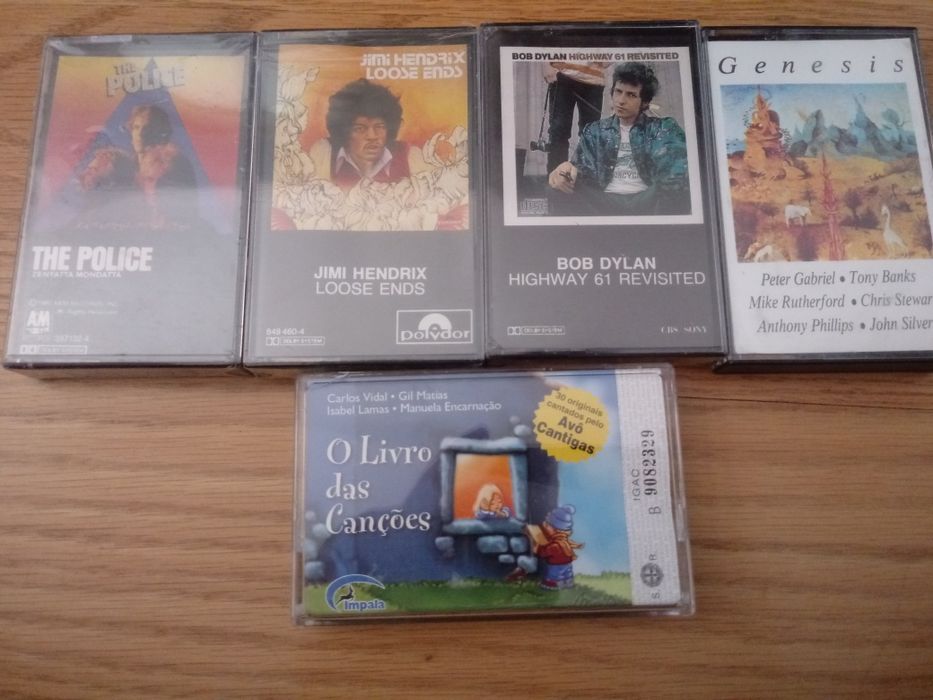 THE
POLICE
THE POLICE
ZENYATTA MONDATTA
A&M
JIMI HENDRIX
LOOSE ENDS
JIMI HENDRIX
LOOSE ENDS
849 460-4
DOLBY SYSTEM
polydor
BOB DYLAN HIGHWAY 61 REVISITED
BOB DYLAN
HIGHWAY 61 REVISITED
DOLBY SYSTEM
CBS SONY
Genesis
Peter Gabriel • Tony Banks
Mike Rutherford • Chris Stewar
Anthony Phillips • John Silver
Carlos Vidal • Gil Matias
Isabel Lamas • Manuela Encarnação
30 originais
cantados pelo
Avô
Cantigas
O Livro
das
Canções
Impala
IGAC
B 9082329
S. R.